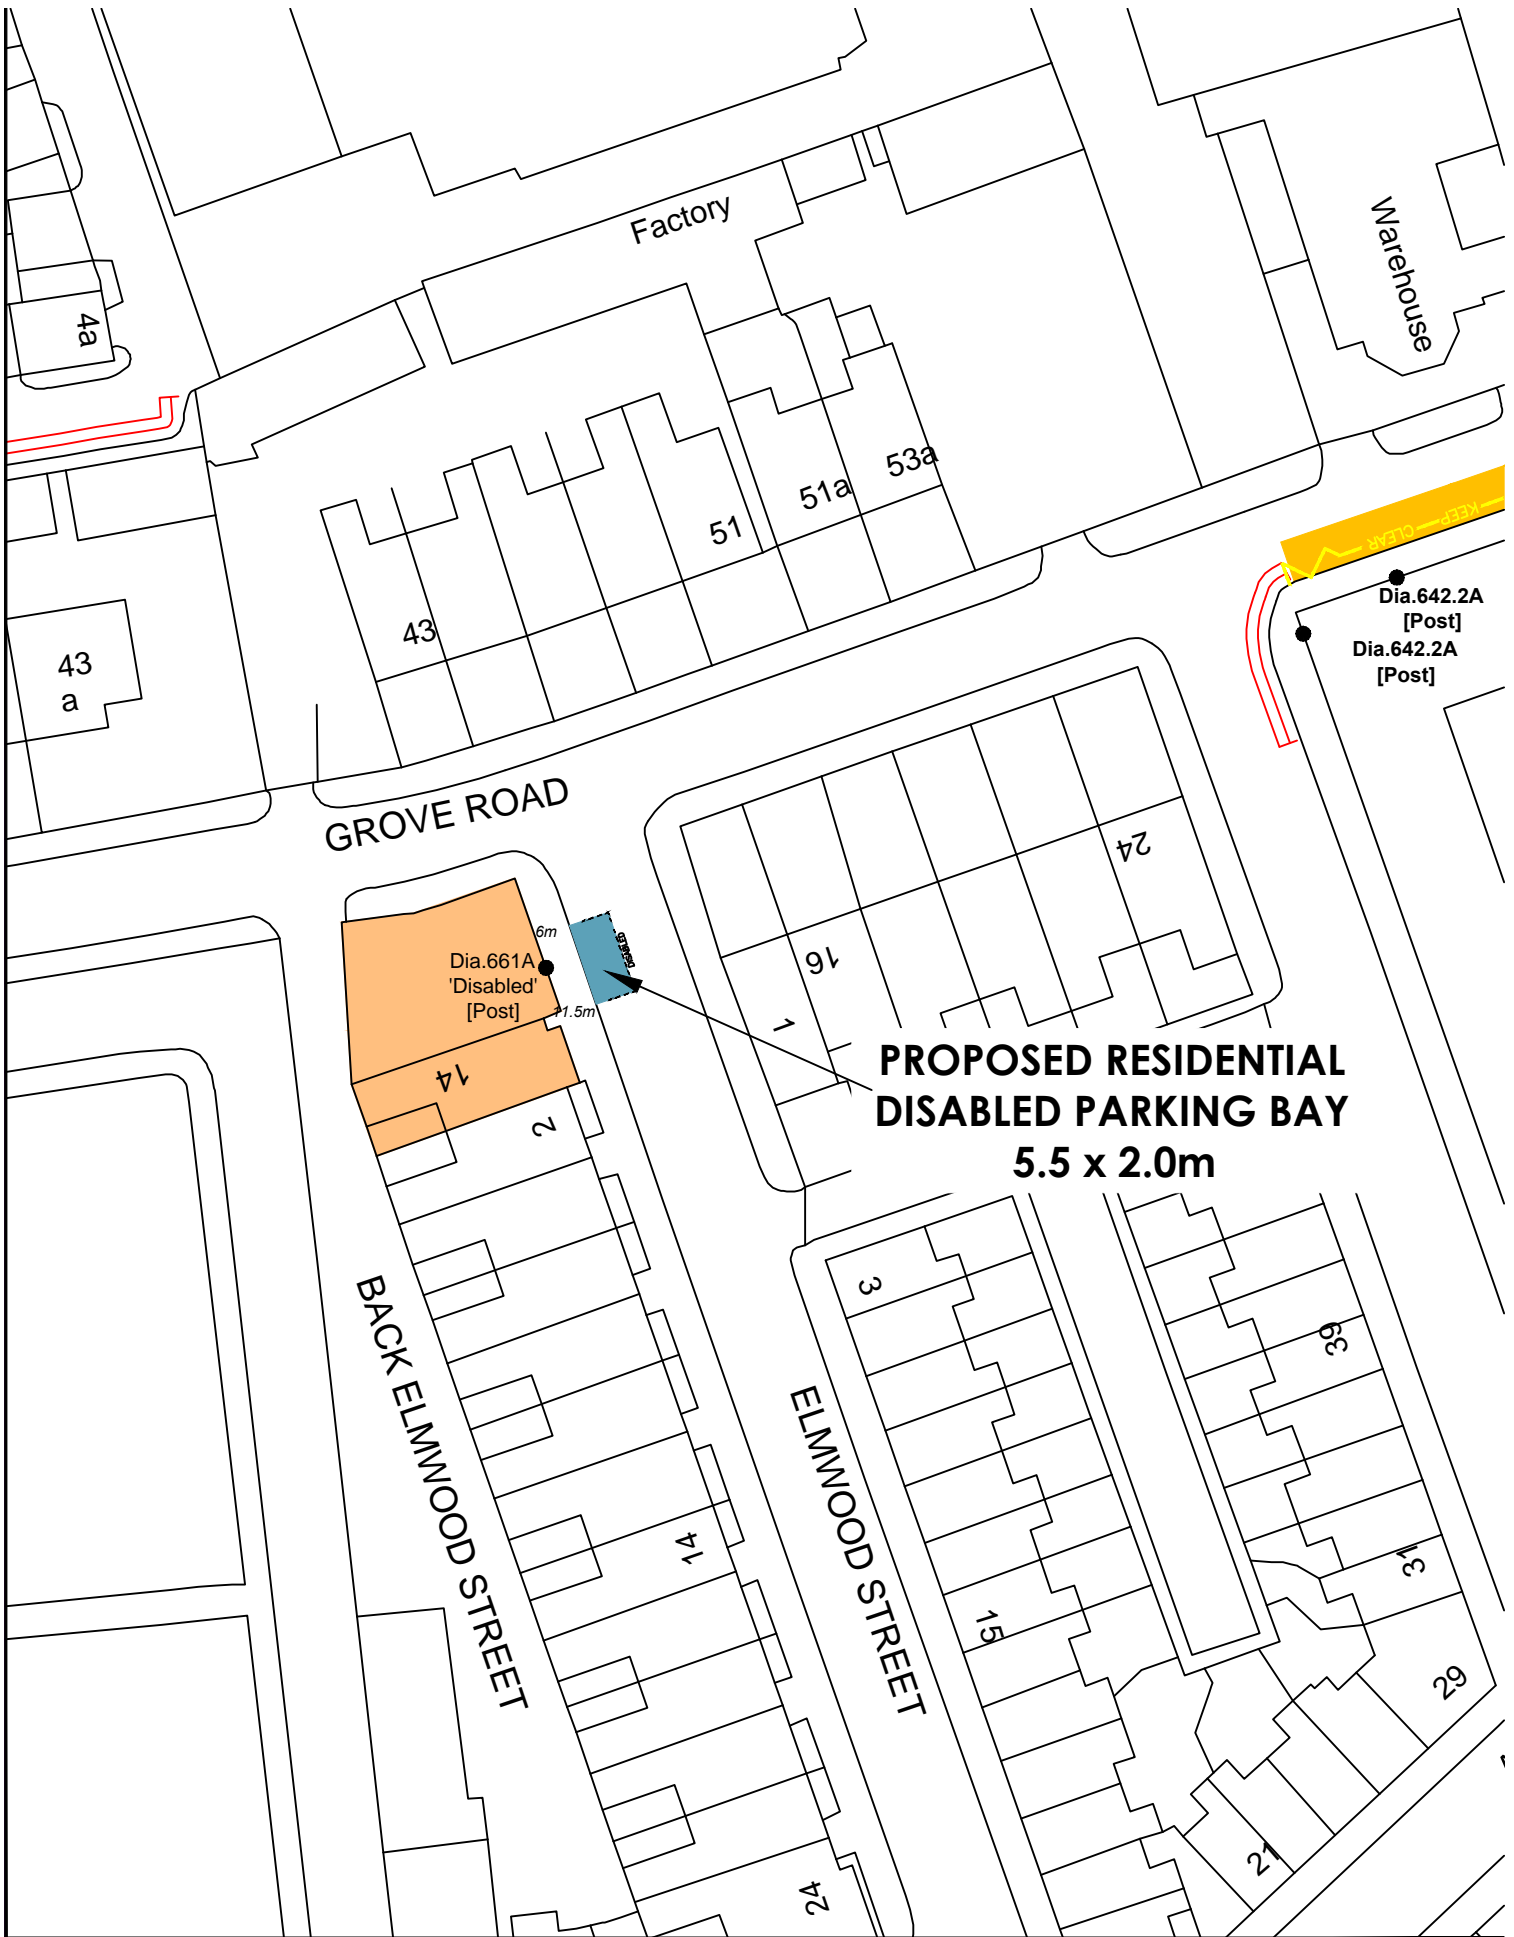 Factory
Warehouse
4a
53a
51a
51
43
43
a
KEEP
CLEAR
Dia.642.2A
[Post]
Dia.642.2A
[Post]
GROVE ROAD
24
16
1
6m
DISABLED
Dia.661A
'Disabled'
[Post]
11.5m
PROPOSED RESIDENTIAL
DISABLED PARKING BAY
5.5 x 2.0m
14
2
3
39
BACK ELMWOOD STREET
ELMWOOD STREET
14
31
15
29
21
24